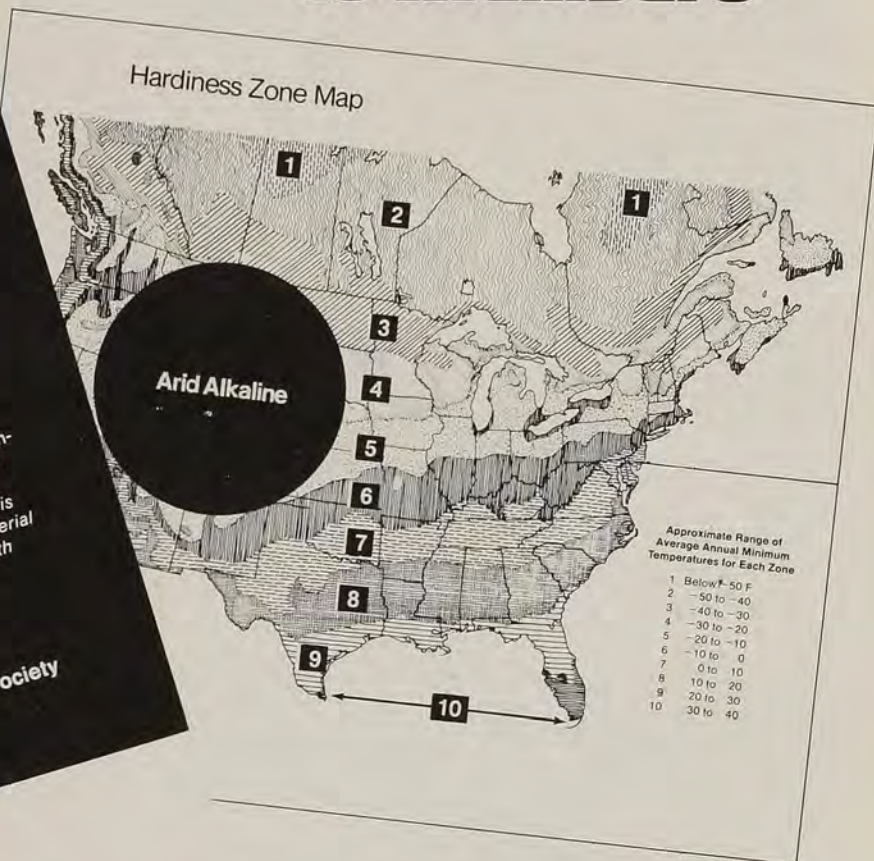 Hardiness Zone Map
1
1
2
3
Arid Alkaline
4
5
6
7
8
9
10
n-
is
erial
th
ociety
Approximate Range of
Average Annual Minimum
Temperatures for Each Zone
1 Below -50 F
2 -50 to -40
3 -40 to -30
4 -30 to -20
5 -20 to -10
6 -10 to 0
7 0 to 10
8 10 to 20
9 20 to 30
10 30 to 40